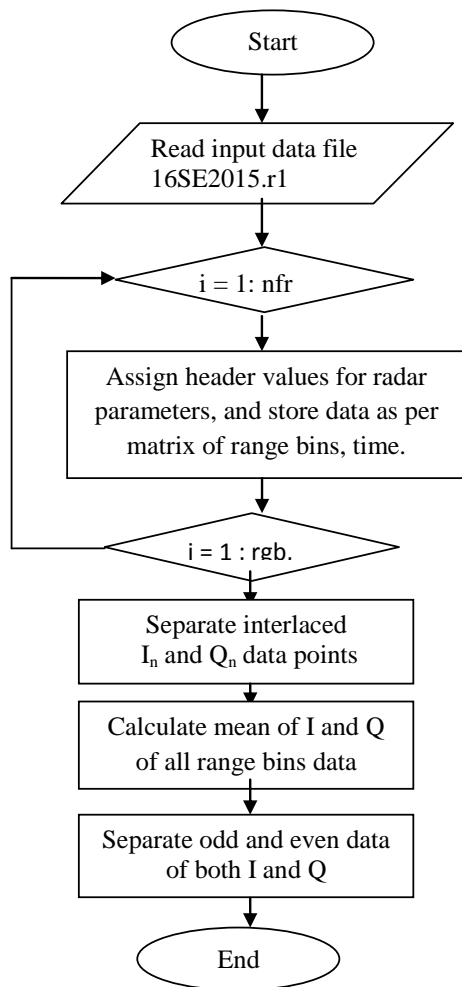 Start
Read input data file
16SE2015.r1
i = 1: nfr
Assign header values for radar
parameters, and store data as per
matrix of range bins, time.
i = 1 : rgb.
Separate interlaced
Iₙ and Qₙ data points
Calculate mean of I and Q
of all range bins data
Separate odd and even data
of both I and Q
End